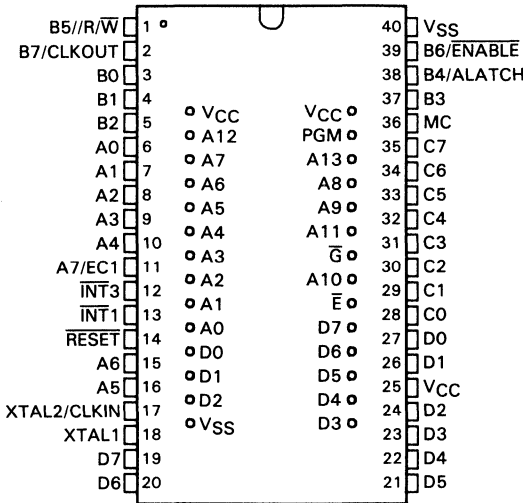 B5//R/W̅ 1 40 VSS
B7/CLKOUT 2 39 B6/E̅N̅A̅B̅L̅E̅
B0 3 38 B4/ALATCH
B1 4 37 B3
B2 5 VCC VCC 36 MC
A0 6 A12 PGM 35 C7
A1 7 A7 A13 34 C6
A2 8 A6 A8 33 C5
A3 9 A5 A9 32 C4
A4 10 A4 A11 31 C3
A7/EC1 11 A3 G̅ 30 C2
I̅N̅T̅3 12 A2 A10 29 C1
I̅N̅T̅1 13 A1 E̅ 28 C0
R̅E̅S̅E̅T̅ 14 A0 D7 27 D0
A6 15 D0 D6 26 D1
A5 16 D1 D5 25 VCC
XTAL2/CLKIN 17 D2 D4 24 D2
XTAL1 18 VSS D3 23 D3
D7 19 22 D4
D6 20 21 D5